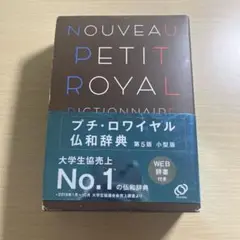 NOUVEAU
PETIT
ROYAL
DICTIONNAIRE
プチ・ロワイヤル
仏和辞典 第5版 小型版
大学生協売上
No.1の仏和辞典
WEB
辞書
付き